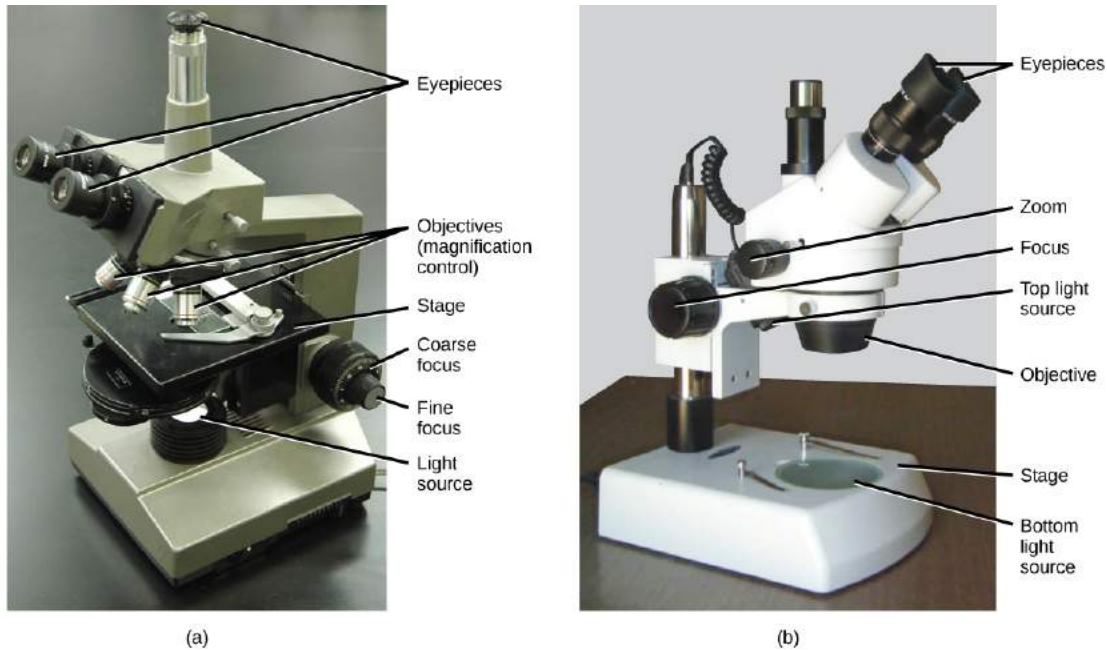 Eyepieces
Objectives
(magnification
control)
Stage
Coarse
focus
Fine
focus
Light
source
(a)
Eyepieces
Zoom
Focus
Top light
source
Objective
Stage
Bottom
light
source
(b)